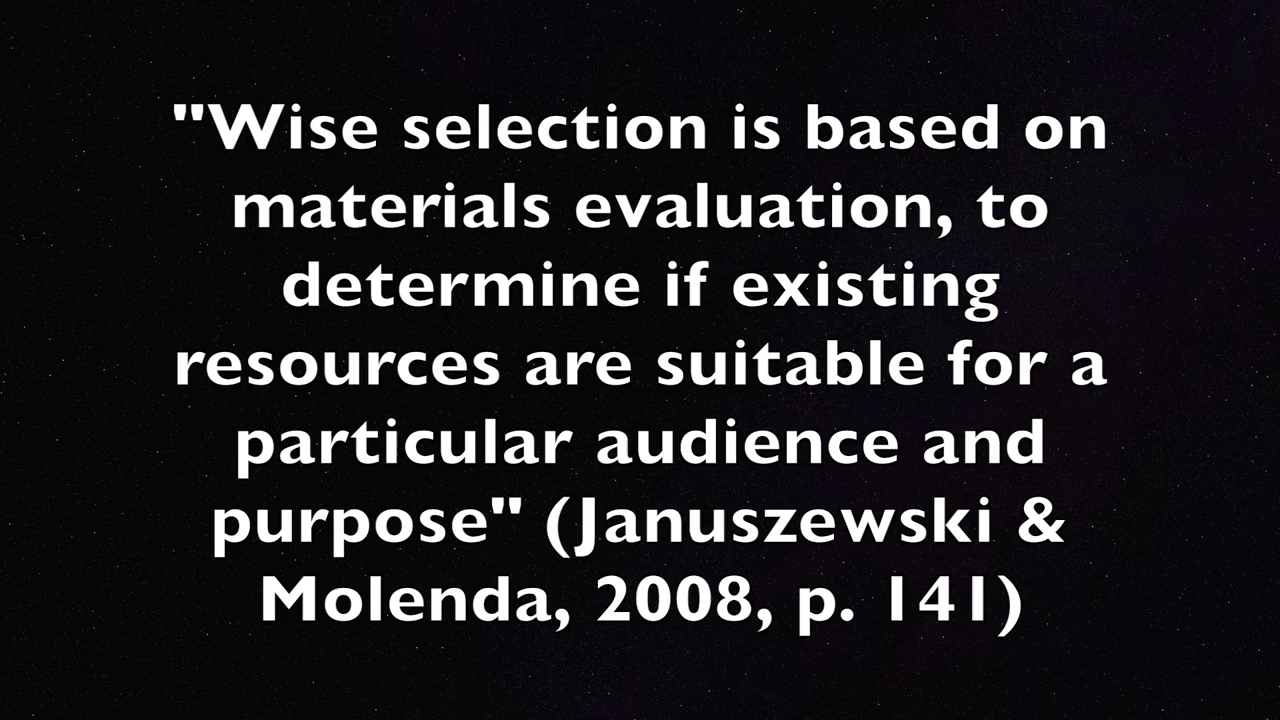 "Wise selection is based on
materials evaluation, to
determine if existing
resources are suitable for a
particular audience and
purpose" (Januszewski &
Molenda, 2008, p. 141)